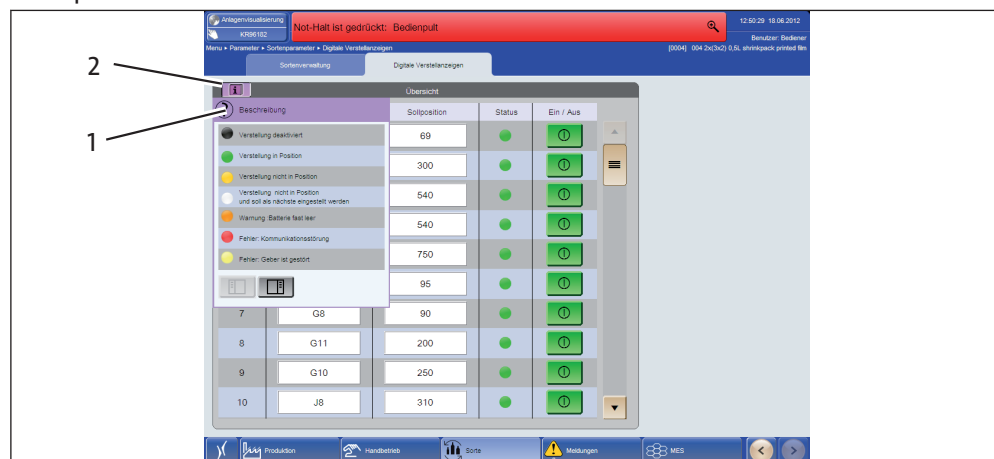 Anlagenvisualisierung
KR96182
Not-Halt ist gedrückt: Bedienpult
12:50:29 18.06.2012
Benutzer: Bediener
Menu ▸ Parameter ▸ Sortenparameter ▸ Digitale Verstellanzeigen
[0004] 004 2x(3x2) 0,5L shrinkpack printed film
Sortenverwaltung
Digitale Verstellanzeigen
2
Übersicht
1
Beschreibung
Sollposition
Status
Ein / Aus
Verstellung deaktiviert
Verstellung in Position
Verstellung nicht in Position
Verstellung nicht in Position
und soll als nächste eingestellt werden
Warnung :Batterie fast leer
Fehler: Kommunikationsstörung
Fehler: Geber ist gestört
69
300
540
540
750
95
7 G8 90
8 G11 200
9 G10 250
10 J8 310
Produktion
Handbetrieb
Sorte
Meldungen
MES